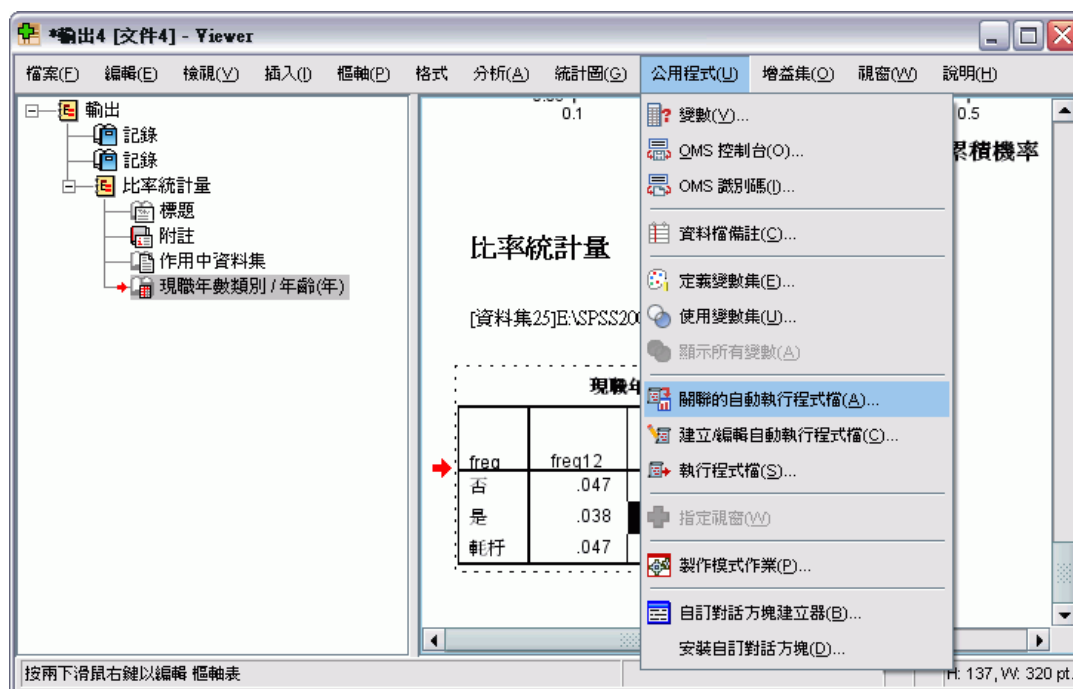 *輸出4 [文件4] - Viewer
檔案(F) 編輯(E) 檢視(V) 插入(I) 樞軸(P) 格式 分析(A) 統計圖(G) 公用程式(U) 增益集(O) 視窗(W) 說明(H)
輸出
記錄
記錄
比率統計量
標題
附註
作用中資料集
現職年數類別 / 年齡(年)
0.1
0.5
累積機率
比率統計量
[資料集25]E:\SPSS200
現職年
freq freq12
否 .047
是 .038
.047
變數(V)...
OMS 控制台(O)...
OMS 識別碼(I)...
資料檔備註(C)...
定義變數集(E)...
使用變數集(U)...
顯示所有變數(A)
關聯的自動執行程式檔(A)...
建立/編輯自動執行程式檔(C)...
執行程式檔(S)...
指定視窗(W)
製作模式作業(P)...
自訂對話方塊建立器(B)...
安裝自訂對話方塊(D)...
按兩下滑鼠右鍵以編輯 樞軸表
H: 137, W: 320 pt.